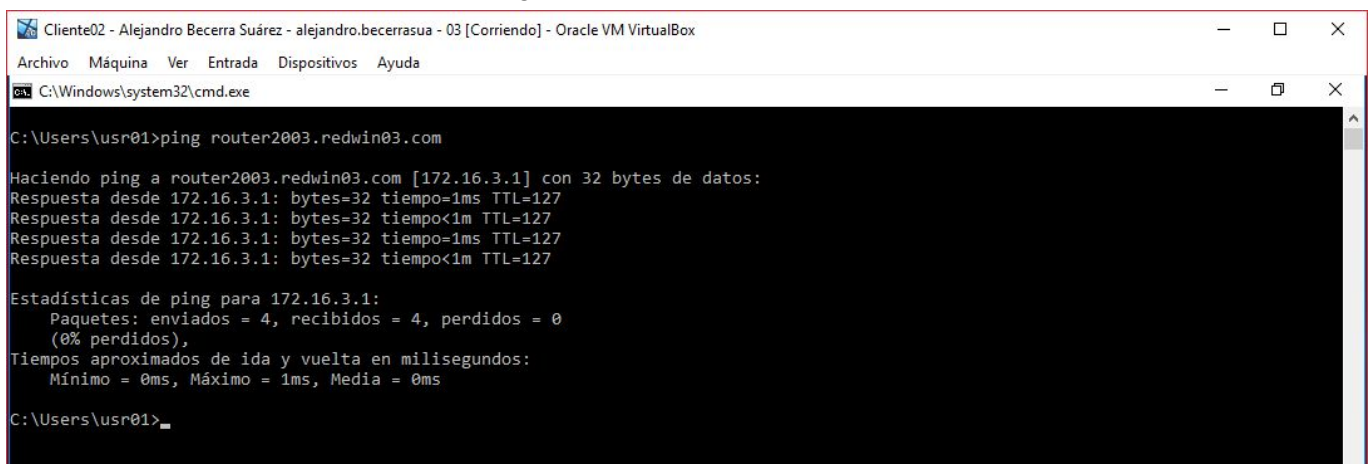 Cliente02 - Alejandro Becerra Suárez - alejandro.becerrasua - 03 [Corriendo] - Oracle VM VirtualBox
Archivo Máquina Ver Entrada Dispositivos Ayuda
C:\Windows\system32\cmd.exe
C:\Users\usr01>ping router2003.redwin03.com
Haciendo ping a router2003.redwin03.com [172.16.3.1] con 32 bytes de datos:
Respuesta desde 172.16.3.1: bytes=32 tiempo=1ms TTL=127
Respuesta desde 172.16.3.1: bytes=32 tiempo<1m TTL=127
Respuesta desde 172.16.3.1: bytes=32 tiempo=1ms TTL=127
Respuesta desde 172.16.3.1: bytes=32 tiempo<1m TTL=127
Estadísticas de ping para 172.16.3.1:
Paquetes: enviados = 4, recibidos = 4, perdidos = 0
(0% perdidos),
Tiempos aproximados de ida y vuelta en milisegundos:
Mínimo = 0ms, Máximo = 1ms, Media = 0ms
C:\Users\usr01>